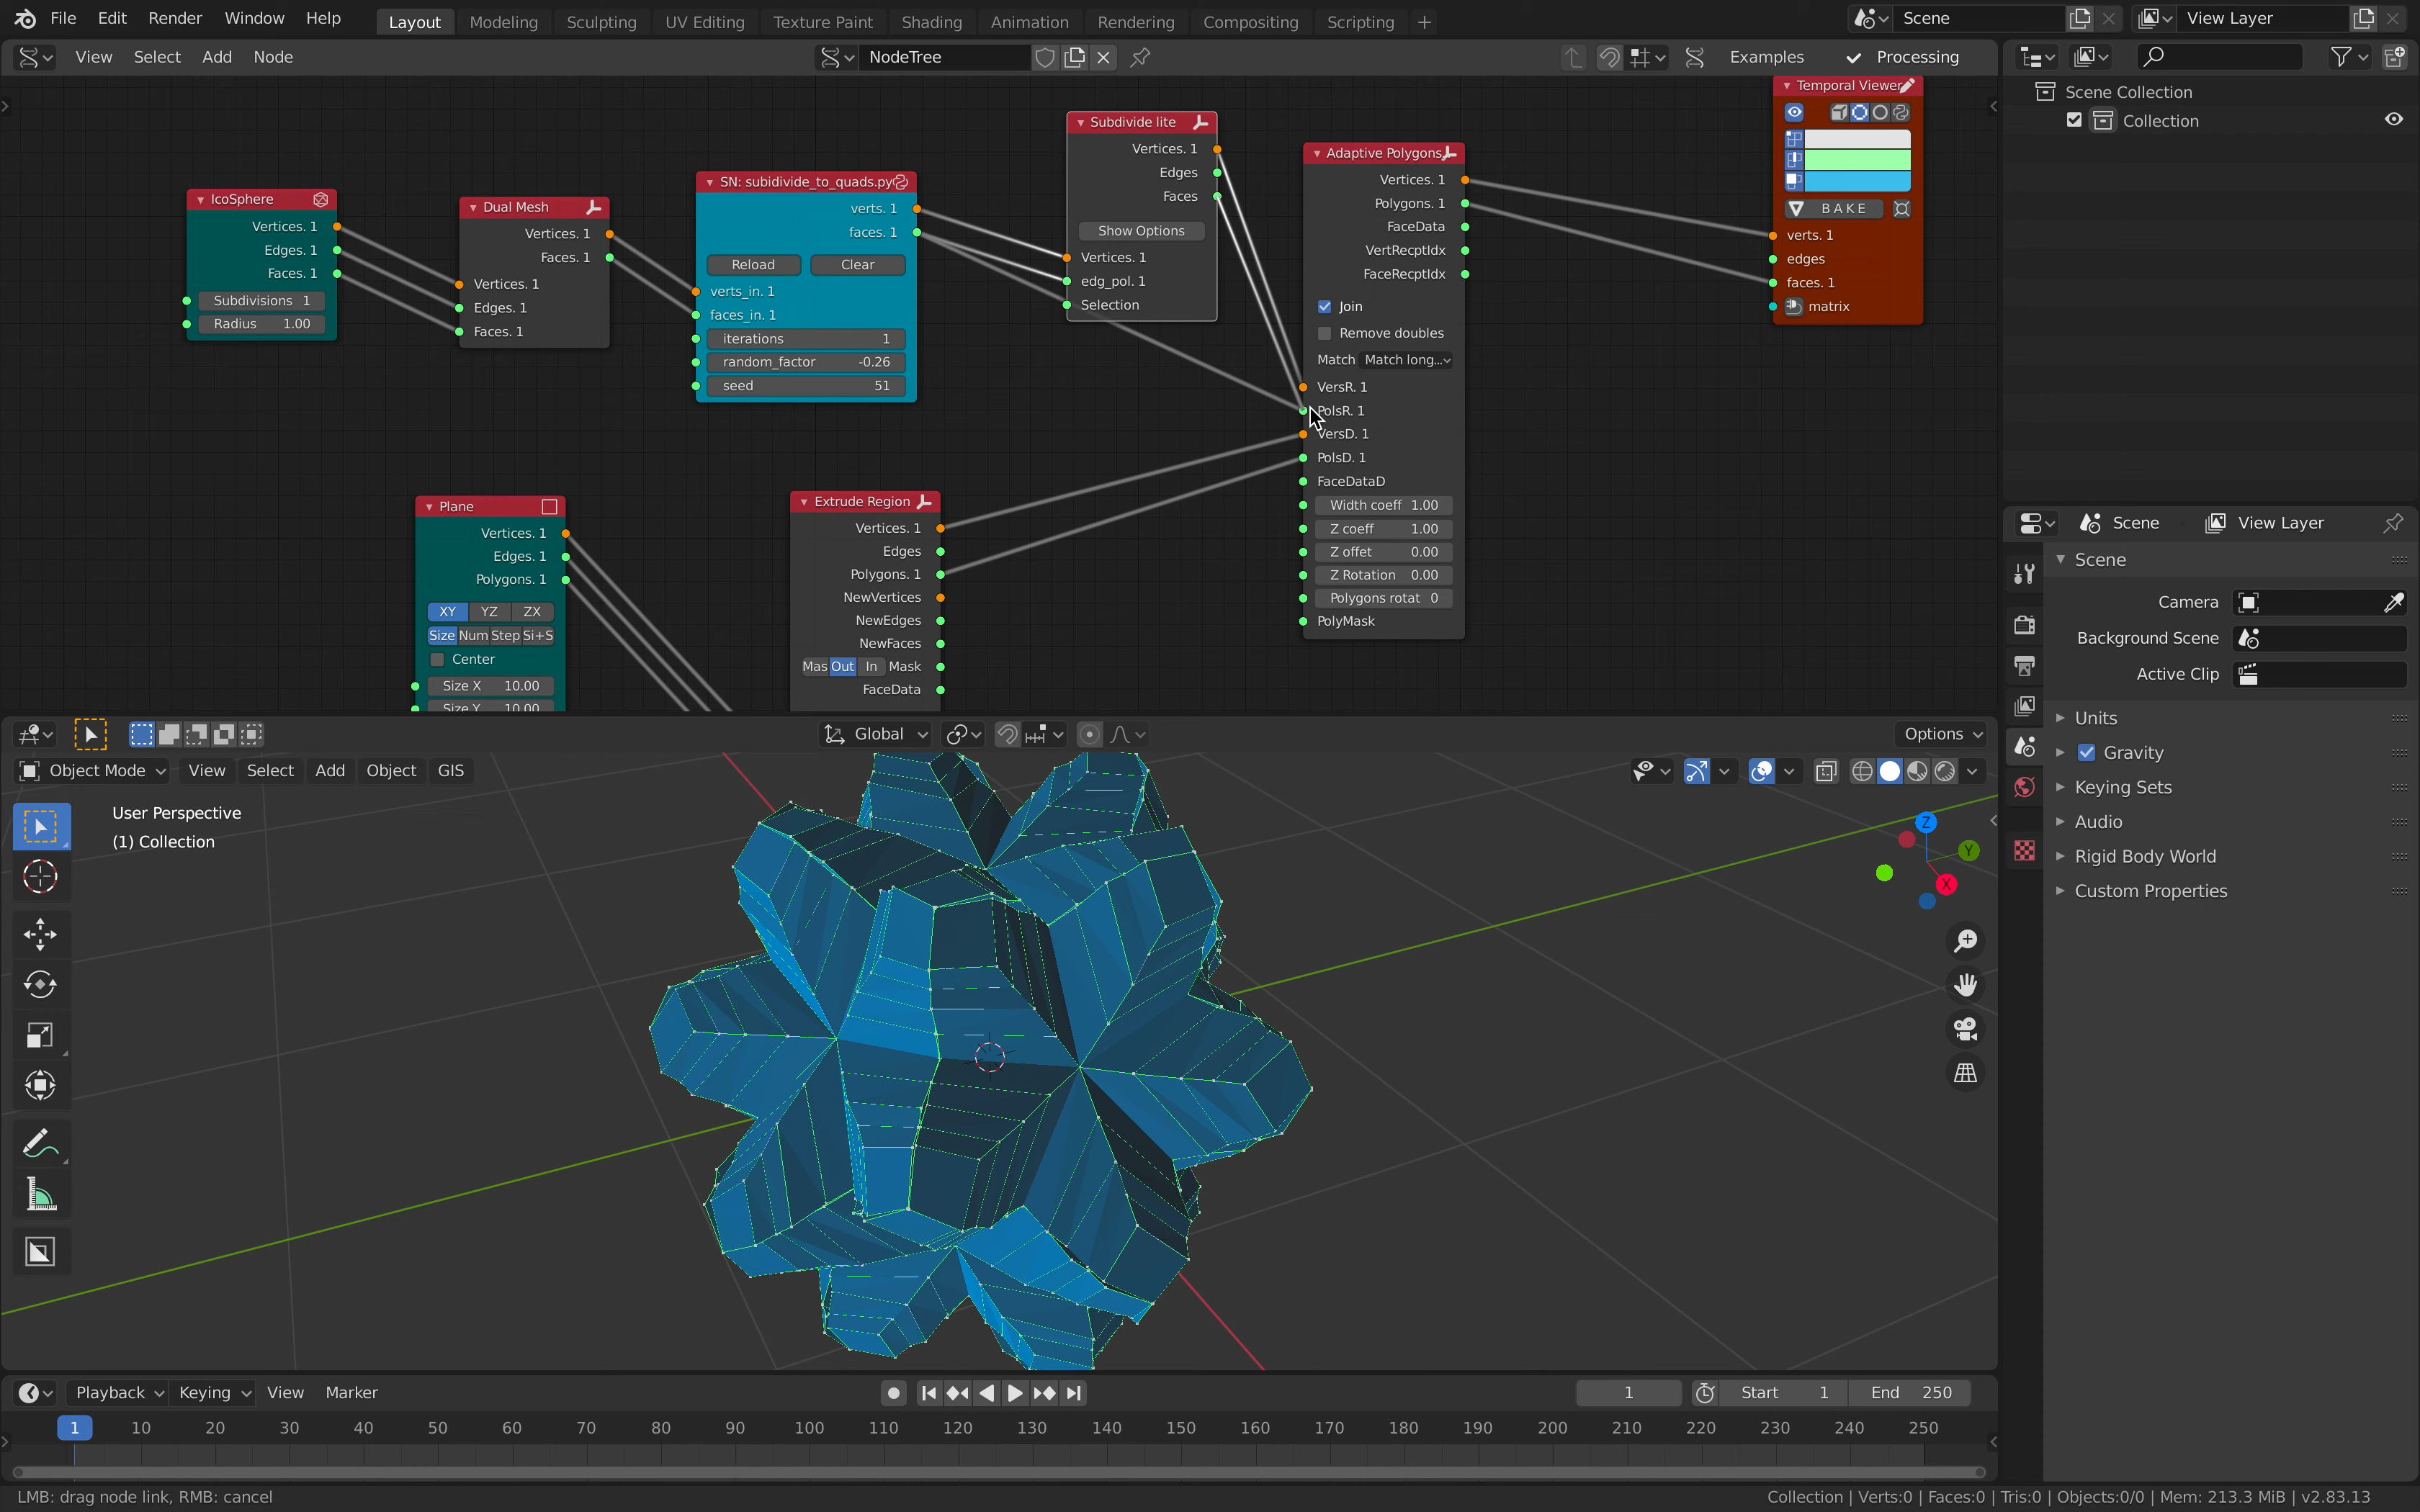 File Edit Render Window Help Layout Modeling Sculpting UV Editing Texture Paint Shading Animation Rendering Compositing Scripting + Scene View Layer
View Select Add Node NodeTree Examples Processing
Scene Collection
Collection
IcoSphere
Vertices. 1
Edges. 1
Faces. 1
Subdivisions 1
Radius 1.00
Dual Mesh
Vertices. 1
Faces. 1
Vertices. 1
Edges. 1
Faces. 1
SN: subidivide_to_quads.py
verts. 1
faces. 1
Reload Clear
verts_in. 1
faces_in. 1
iterations 1
random_factor -0.26
seed 51
Subdivide lite
Vertices. 1
Edges
Faces
Show Options
Vertices. 1
edg_pol. 1
Selection
Adaptive Polygons
Vertices. 1
Polygons. 1
FaceData
VertRecptIdx
FaceRecptIdx
Join
Remove doubles
Match Match long...
VersR. 1
PolsR. 1
VersD. 1
PolsD. 1
FaceDataD
Width coeff 1.00
Z coeff 1.00
Z offet 0.00
Z Rotation 0.00
Polygons rotat 0
PolyMask
Temporal Viewer
BAKE
verts. 1
edges
faces. 1
matrix
Plane
Vertices. 1
Edges. 1
Polygons. 1
XY YZ ZX
Size Num Step Si+S
Center
Size X 10.00
Size Y 10.00
Extrude Region
Vertices. 1
Edges
Polygons. 1
NewVertices
NewEdges
NewFaces
Mas Out In Mask
FaceData
Scene View Layer
Scene
Camera
Background Scene
Active Clip
Units
Gravity
Keying Sets
Audio
Rigid Body World
Custom Properties
Global Options
Object Mode View Select Add Object GIS
User Perspective
(1) Collection
Z
Y
X
Playback Keying View Marker 1 Start 1 End 250
1 10 20 30 40 50 60 70 80 90 100 110 120 130 140 150 160 170 180 190 200 210 220 230 240 250
LMB: drag node link, RMB: cancel Collection | Verts:0 | Faces:0 | Tris:0 | Objects:0/0 | Mem: 213.3 MiB | v2.83.13